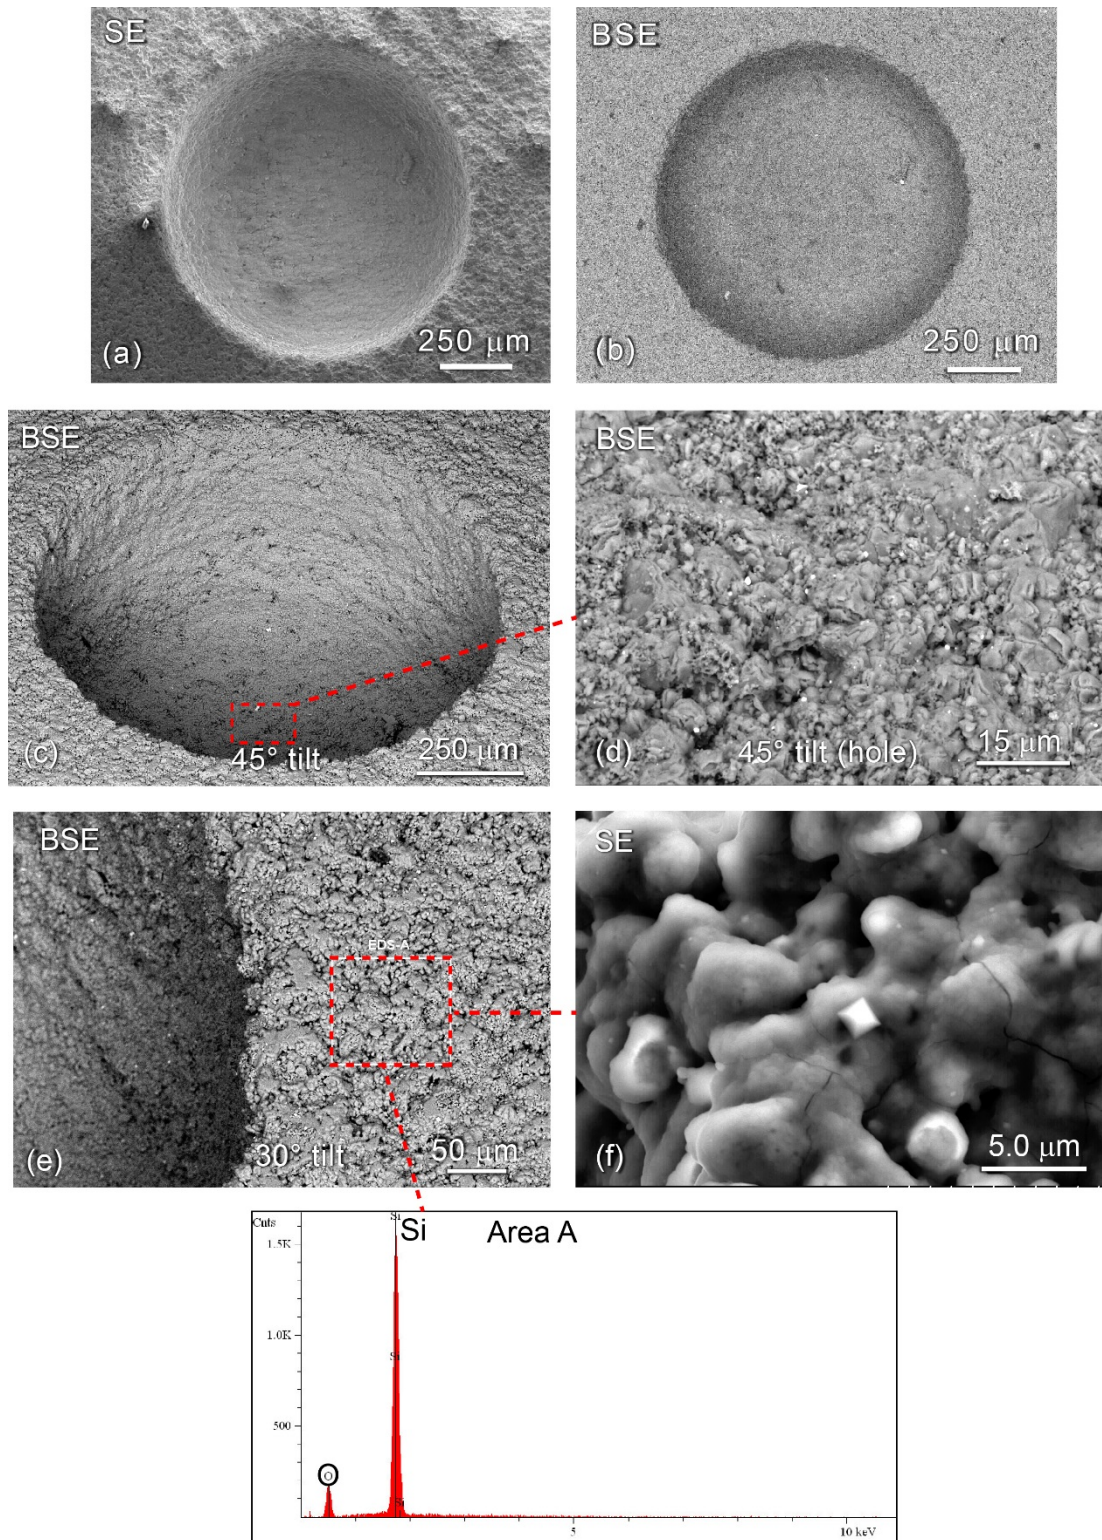 SE
(a)
250 µm
BSE
(b)
250 µm
BSE
(c)
45° tilt
250 µm
BSE
(d)
45° tilt (hole)
15 µm
BSE
EDS-A
(e)
30° tilt
50 µm
SE
(f)
5.0 µm
Cnts
Si
Si
Area A
1.5K
1.0K
Si
500
O
O
Si
5
10 keV